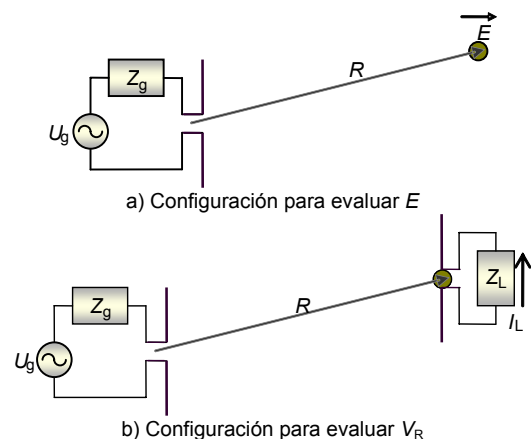 E
R
Zg
Ug
a) Configuración para evaluar E
Zg
R
ZL
IL
Ug
b) Configuración para evaluar VR